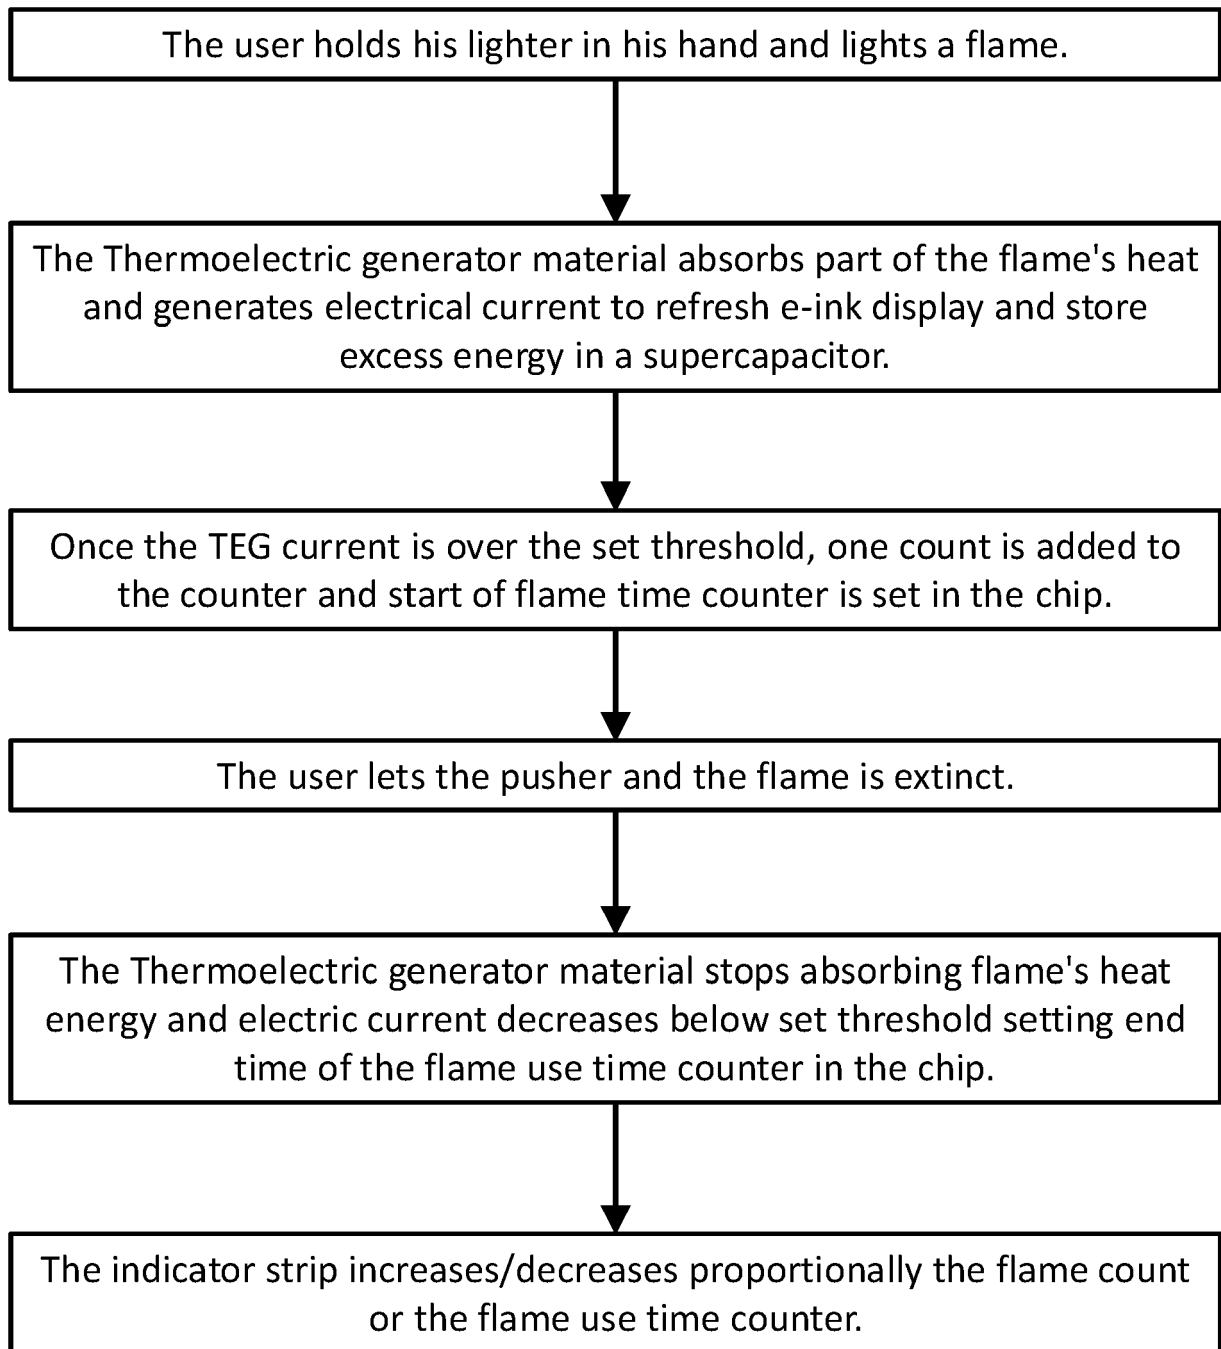 The user holds his lighter in his hand and lights a flame.
The Thermoelectric generator material absorbs part of the flame's heat
and generates electrical current to refresh e-ink display and store
excess energy in a supercapacitor.
Once the TEG current is over the set threshold, one count is added to
the counter and start of flame time counter is set in the chip.
The user lets the pusher and the flame is extinct.
The Thermoelectric generator material stops absorbing flame's heat
energy and electric current decreases below set threshold setting end
time of the flame use time counter in the chip.
The indicator strip increases/decreases proportionally the flame count
or the flame use time counter.